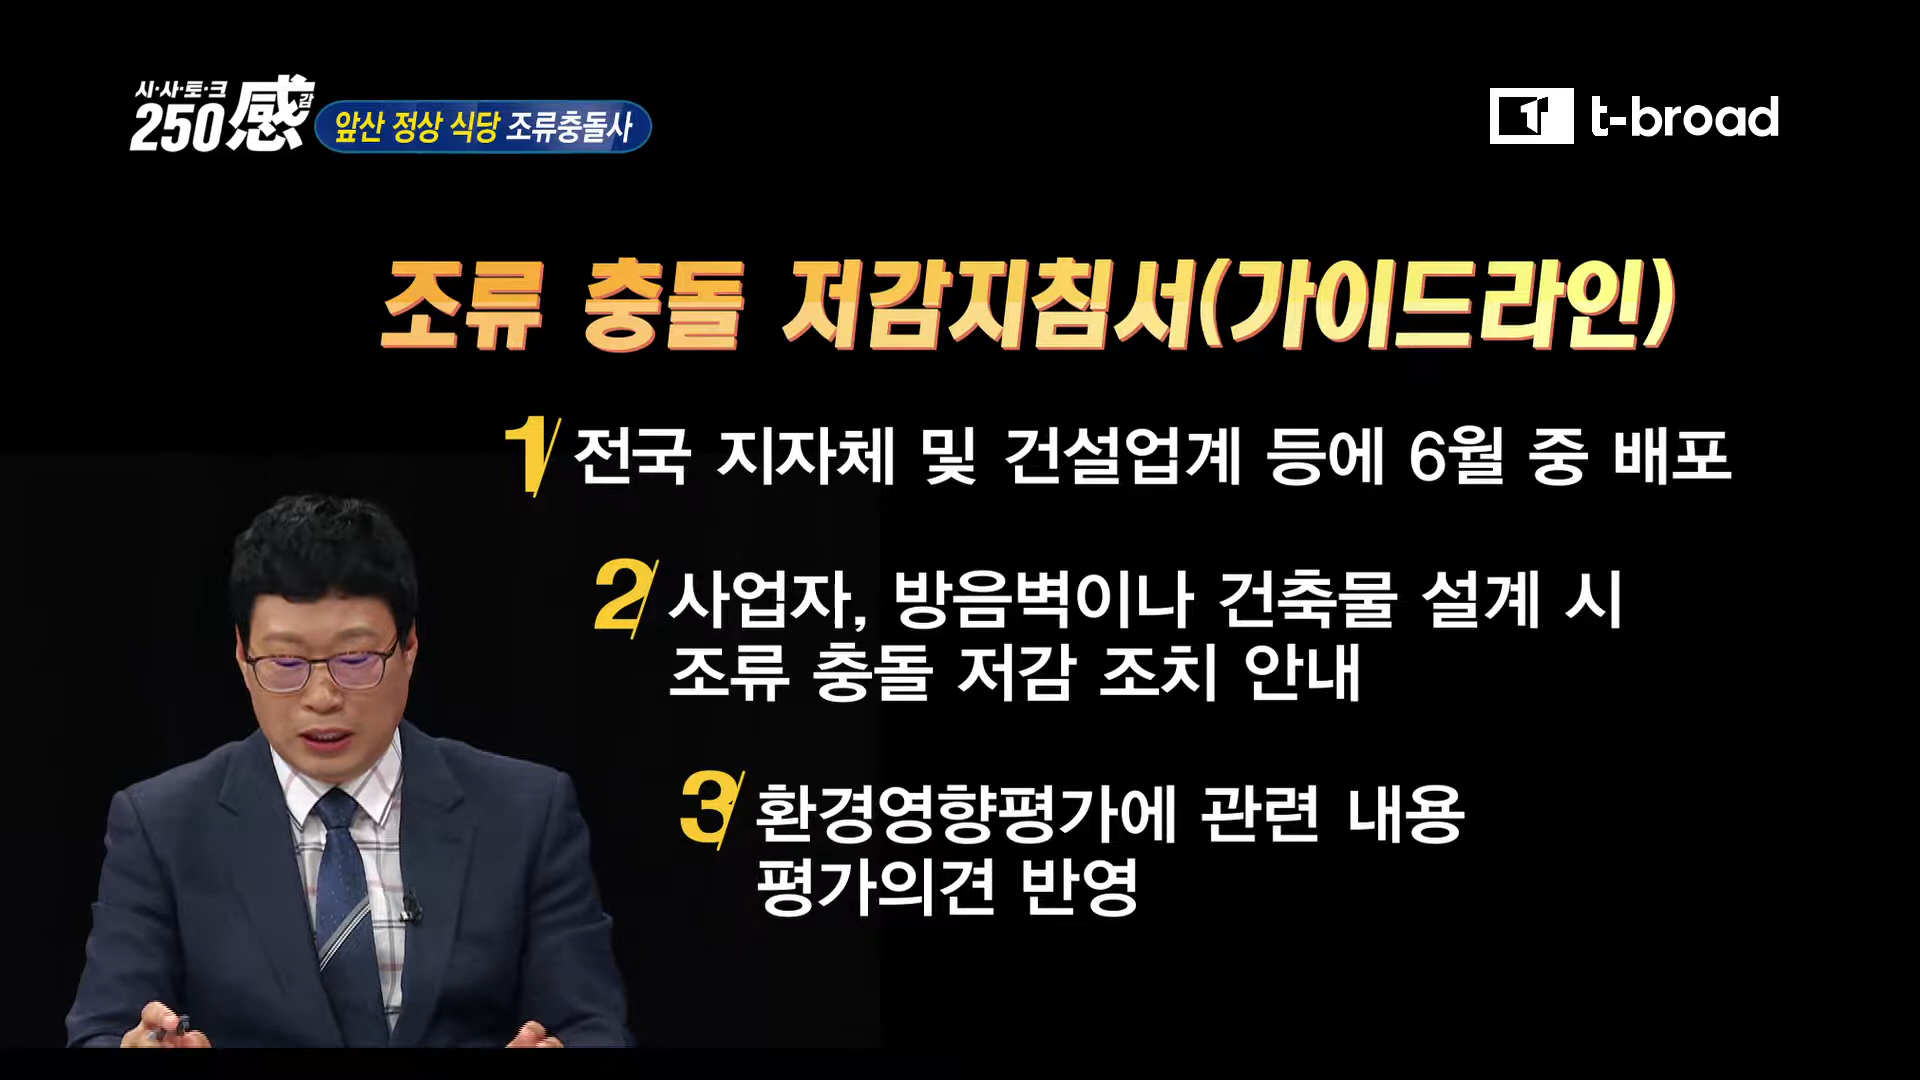 시·사·토·크
250 感 감
앞산 정상 식당 조류충돌사
t-broad
조류 충돌 저감지침서(가이드라인)
1 전국 지자체 및 건설업계 등에 6월 중 배포
2 사업자, 방음벽이나 건축물 설계 시
조류 충돌 저감 조치 안내
3 환경영향평가에 관련 내용
평가의견 반영